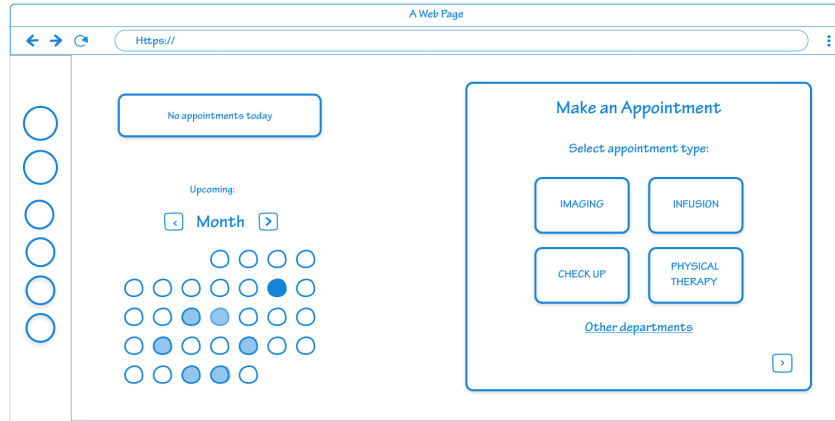 A Web Page
Https://
No appointments today
Upcoming:
Month
Make an Appointment
Select appointment type:
IMAGING
INFUSION
CHECK UP
PHYSICAL
THERAPY
Other departments